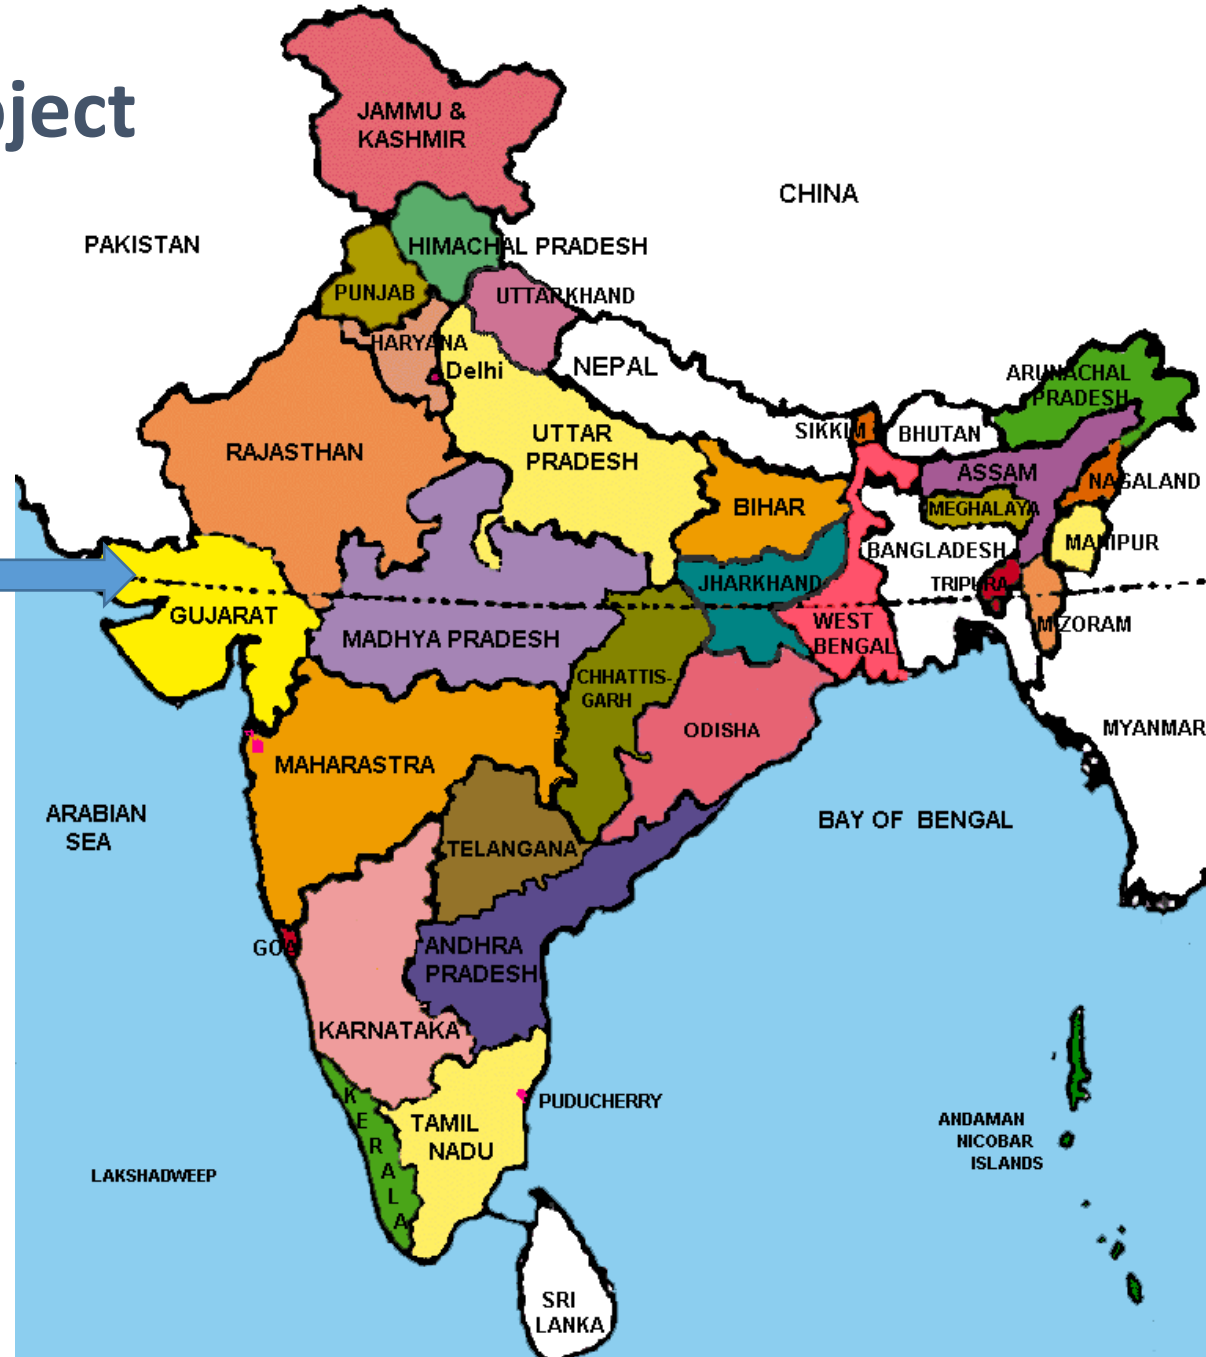 oject
JAMMU &
KASHMIR
CHINA
PAKISTAN
HIMACHAL PRADESH
PUNJAB
UTTARKHAND
HARYANA
Delhi
NEPAL
ARUNACHAL
PRADESH
SIKKIM
BHUTAN
RAJASTHAN
UTTAR
PRADESH
ASSAM
NAGALAND
BIHAR
MEGHALAYA
MANIPUR
BANGLADESH
JHARKHAND
TRIPURA
GUJARAT
MADHYA PRADESH
WEST
BENGAL
MIZORAM
CHHATTIS-
GARH
ODISHA
MYANMAR
MAHARASTRA
ARABIAN
SEA
BAY OF BENGAL
TELANGANA
GOA
ANDHRA
PRADESH
KARNATAKA
KERALA
TAMIL
NADU
PUDUCHERRY
ANDAMAN
NICOBAR
ISLANDS
LAKSHADWEEP
SRI
LANKA